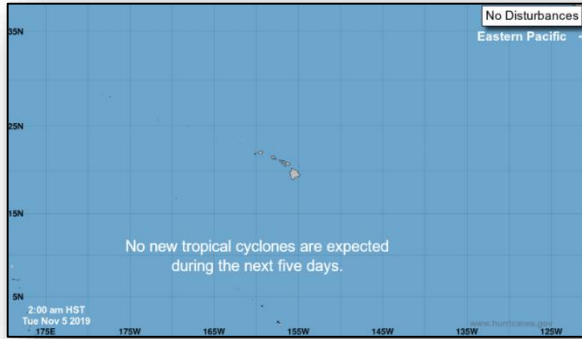 No Disturbances
Eastern Pacific
35N
25N
15N
No new tropical cyclones are expected
during the next five days.
5N
2:00 am HST
Tue Nov 5 2019
www.hurricanes.gov
175E 175W 165W 155W 145W 135W 125W